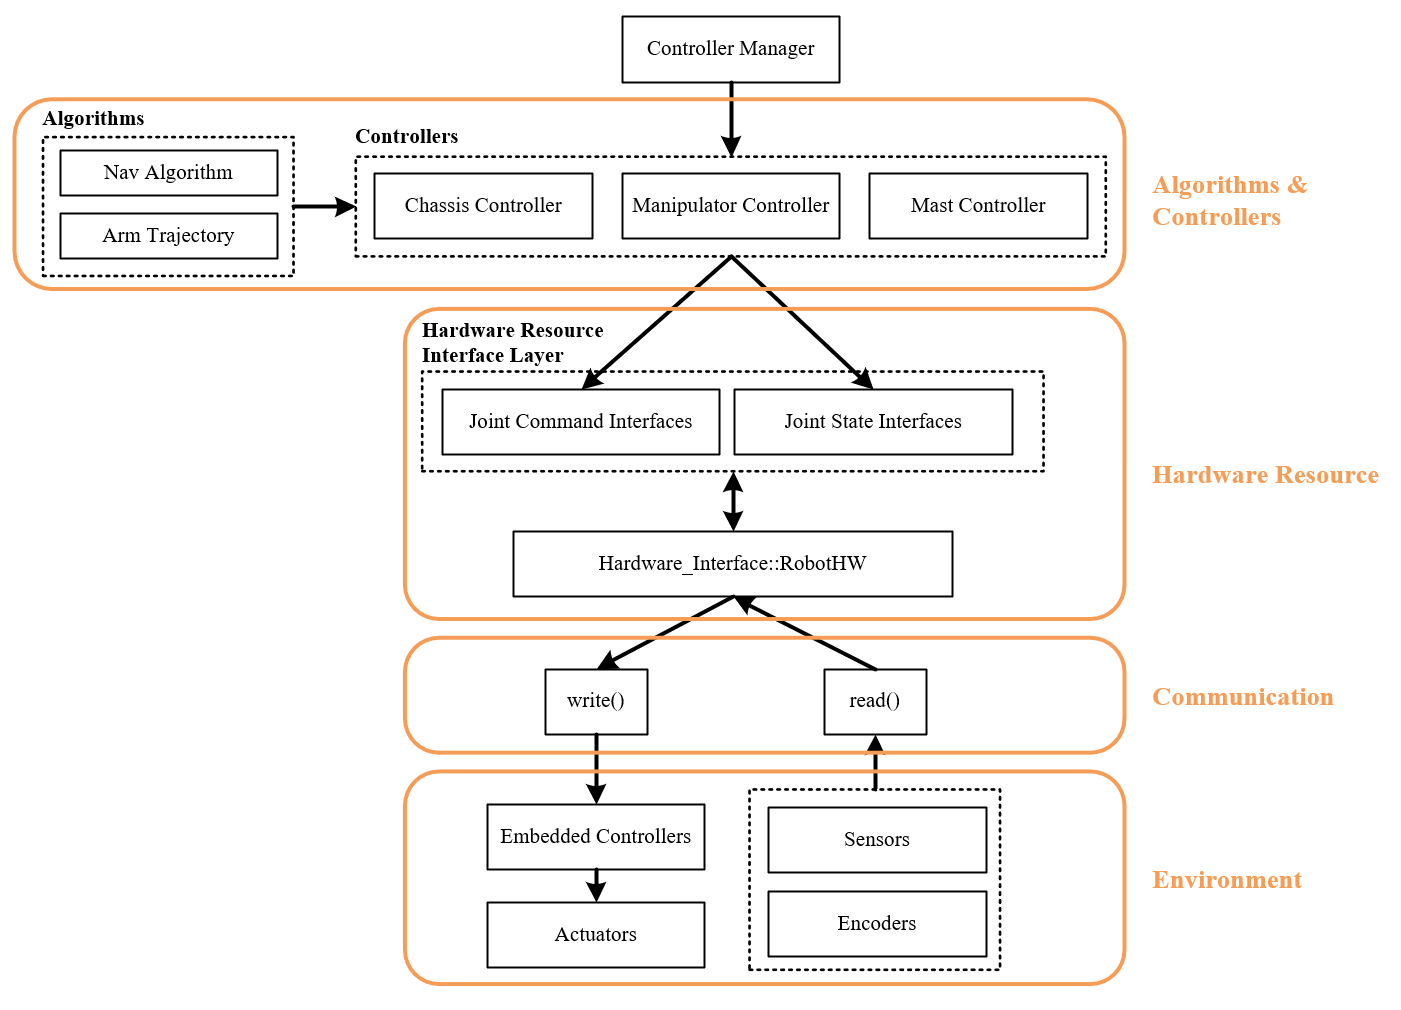 Controller Manager
Algorithms
Nav Algorithm
Arm Trajectory
Controllers
Chassis Controller
Manipulator Controller
Mast Controller
Algorithms &
Controllers
Hardware Resource
Interface Layer
Joint Command Interfaces
Joint State Interfaces
Hardware_Interface::RobotHW
Hardware Resource
write()
read()
Communication
Embedded Controllers
Actuators
Sensors
Encoders
Environment